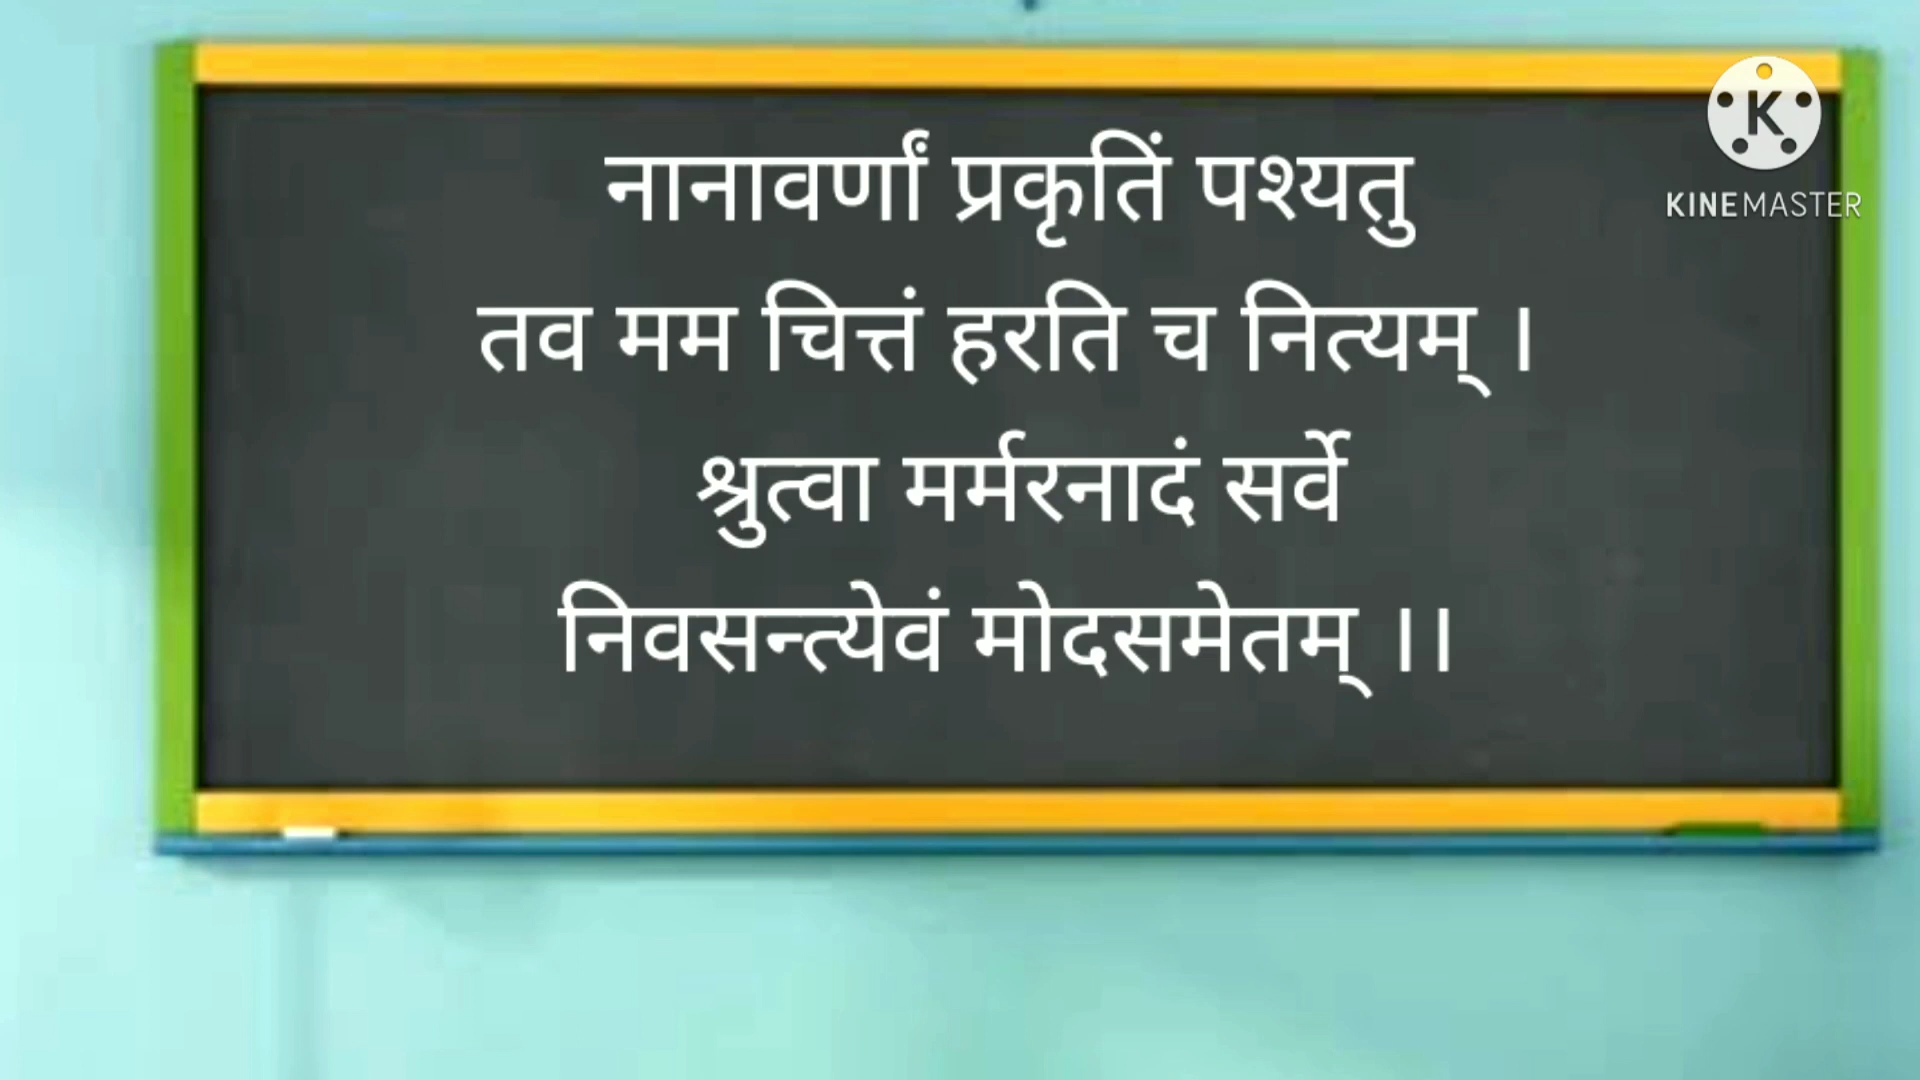 नानावर्णां प्रकृतिं पश्यतु
तव मम चित्तं हरति च नित्यम् ।
श्रुत्वा मर्मरनादं सर्वे
निवसन्त्येवं मोदसमेतम् ।।
K
KINEMASTER